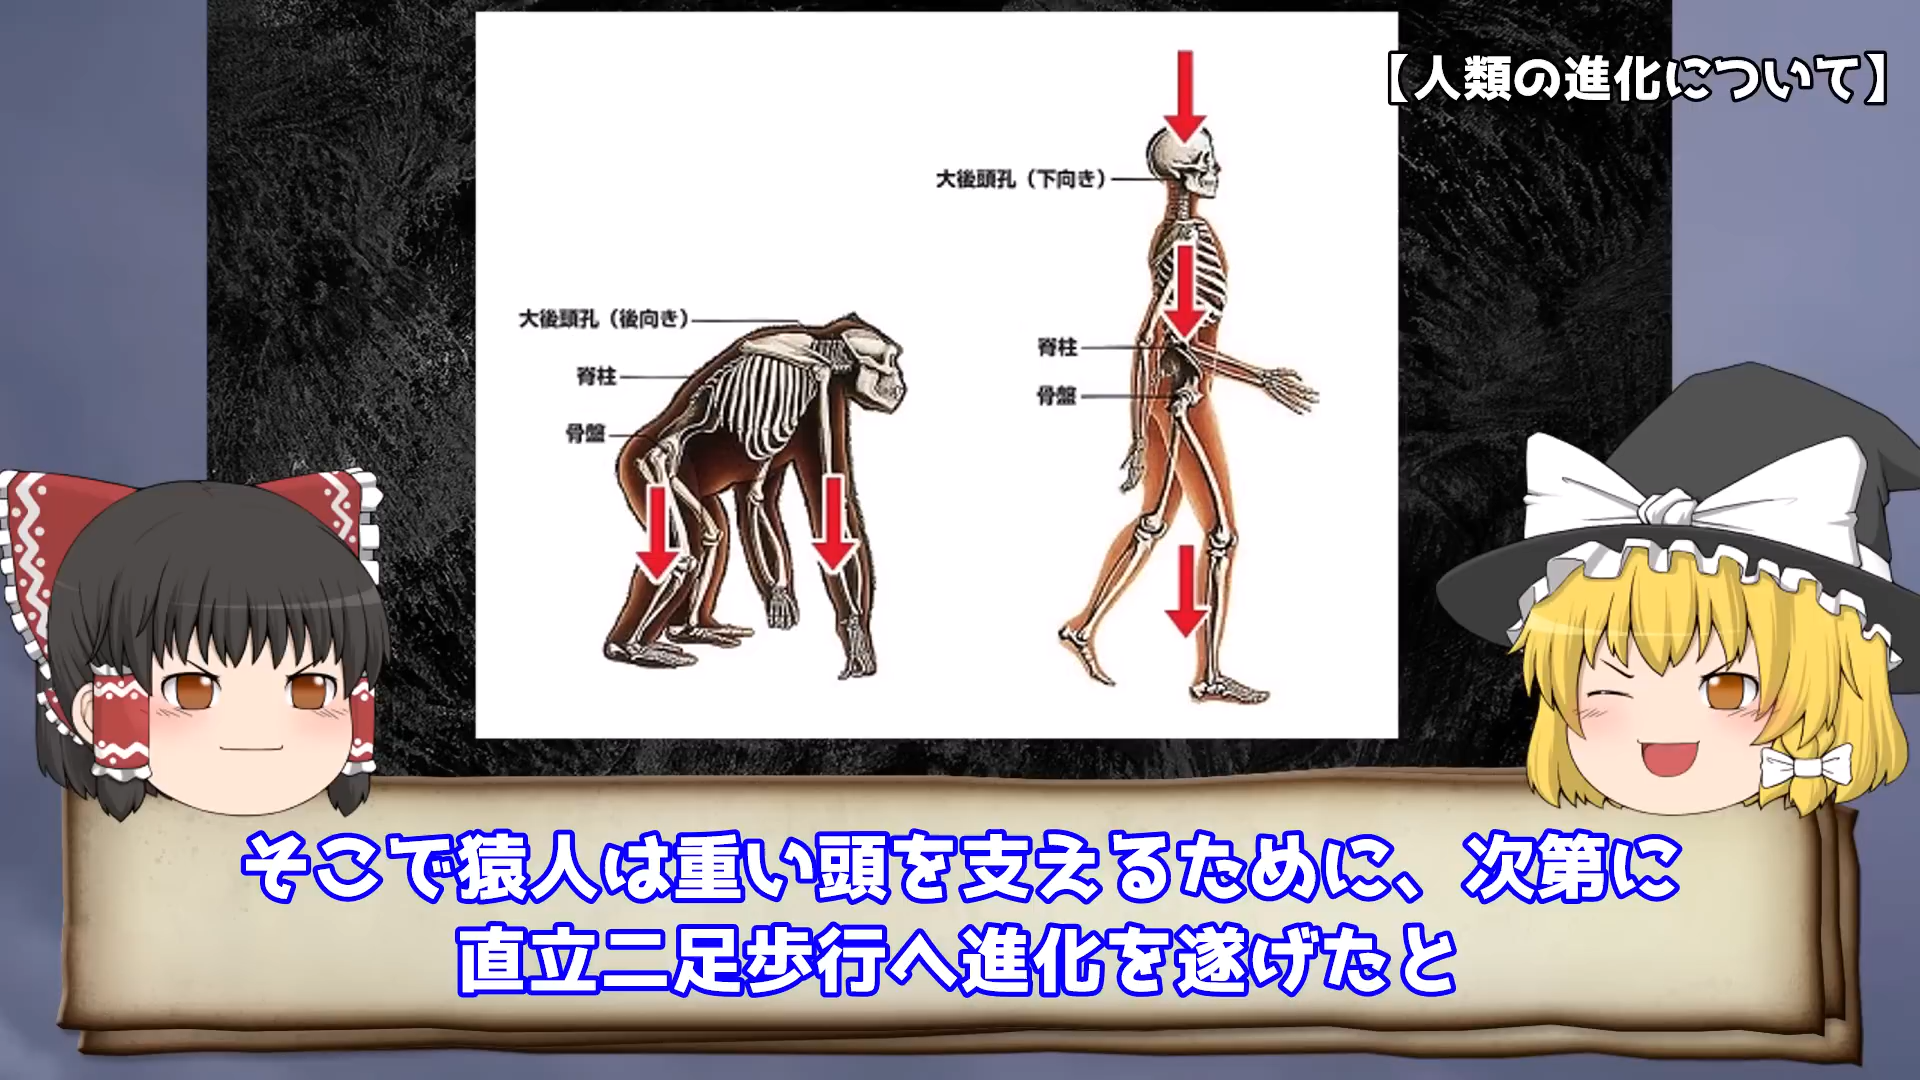 【人類の進化について】
大後頭孔（下向き）
脊柱
骨盤
大後頭孔（後向き）
脊柱
骨盤
そこで猿人は重い頭を支えるために、次第に
直立二足歩行へ進化を遂げたと